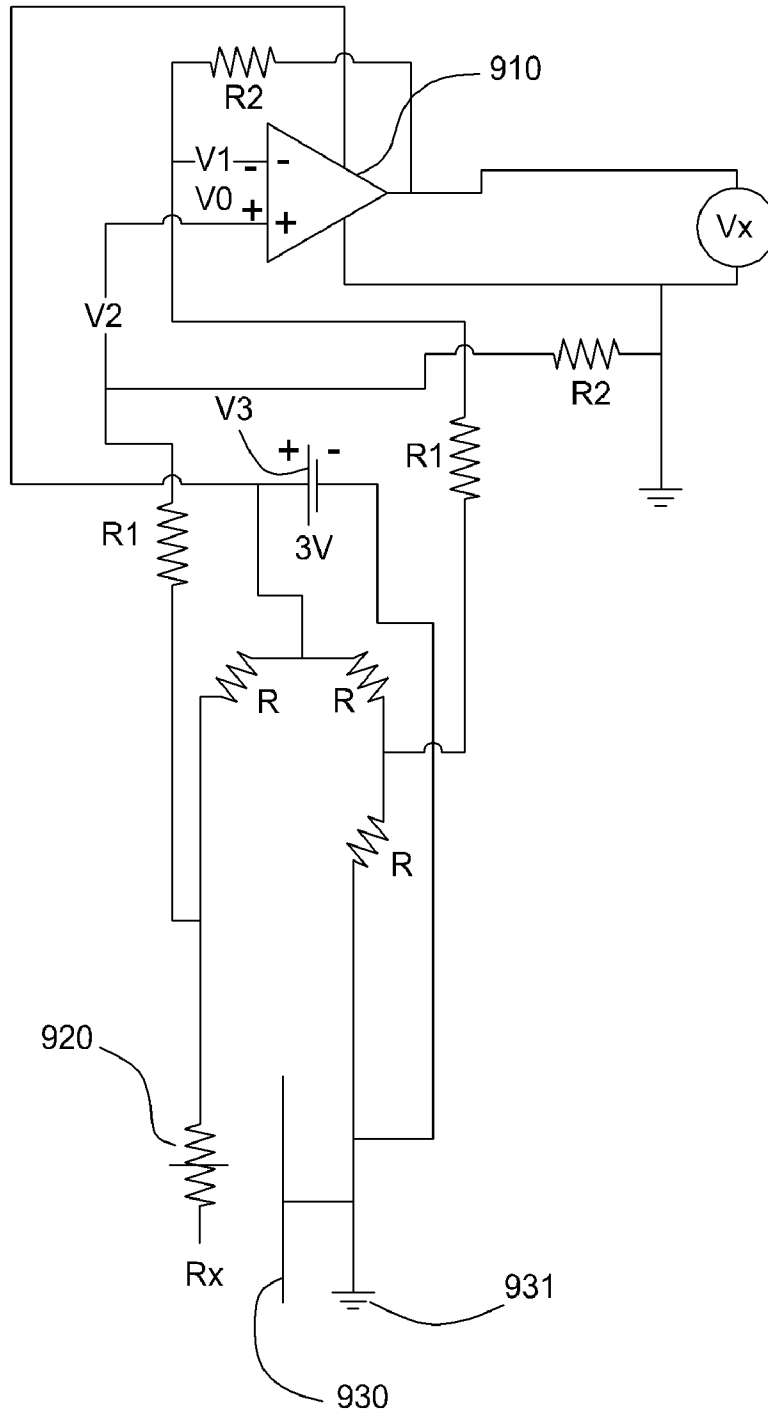 910
R2
V1 - -
V0 + +
Vx
V2
R2
V3
+ -
R1
R1
3V
R R
R
920
Rx
931
930